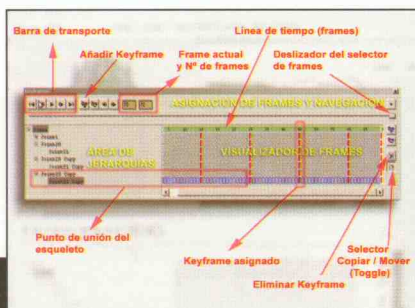 Barra de transporte
Añadir Keyframe
Frame actual
y Nº de frames
Línea de tiempo (frames)
Deslizador del selector
de frames
ASIGNACIÓN DE FRAMES Y NAVEGACIÓN
ÁREA DE
JERARQUÍAS
VISUALIZADOR DE FRAMES
Punto de unión del
esqueleto
Keyframe asignado
Eliminar Keyframe
Selector
Copiar / Mover
(Toggle)